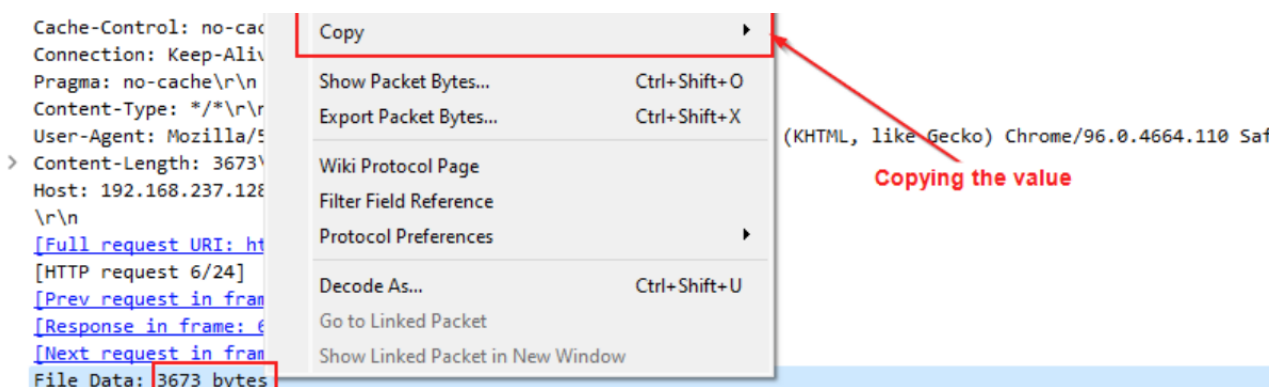 Cache-Control: no-cac
Connection: Keep-Aliv
Pragma: no-cache\r\n
Content-Type: */*\r\r
User-Agent: Mozilla/5
(KHTML, like Gecko) Chrome/96.0.4664.110 Saf
Content-Length: 3673\
Host: 192.168.237.128
\r\n
[Full request URI: ht
[HTTP request 6/24]
[Prev request in fram
[Response in frame: 6
[Next request in fram
File Data: 3673 bytes
Copy
Show Packet Bytes... Ctrl+Shift+O
Export Packet Bytes... Ctrl+Shift+X
Wiki Protocol Page
Filter Field Reference
Protocol Preferences
Decode As... Ctrl+Shift+U
Go to Linked Packet
Show Linked Packet in New Window
Copying the value